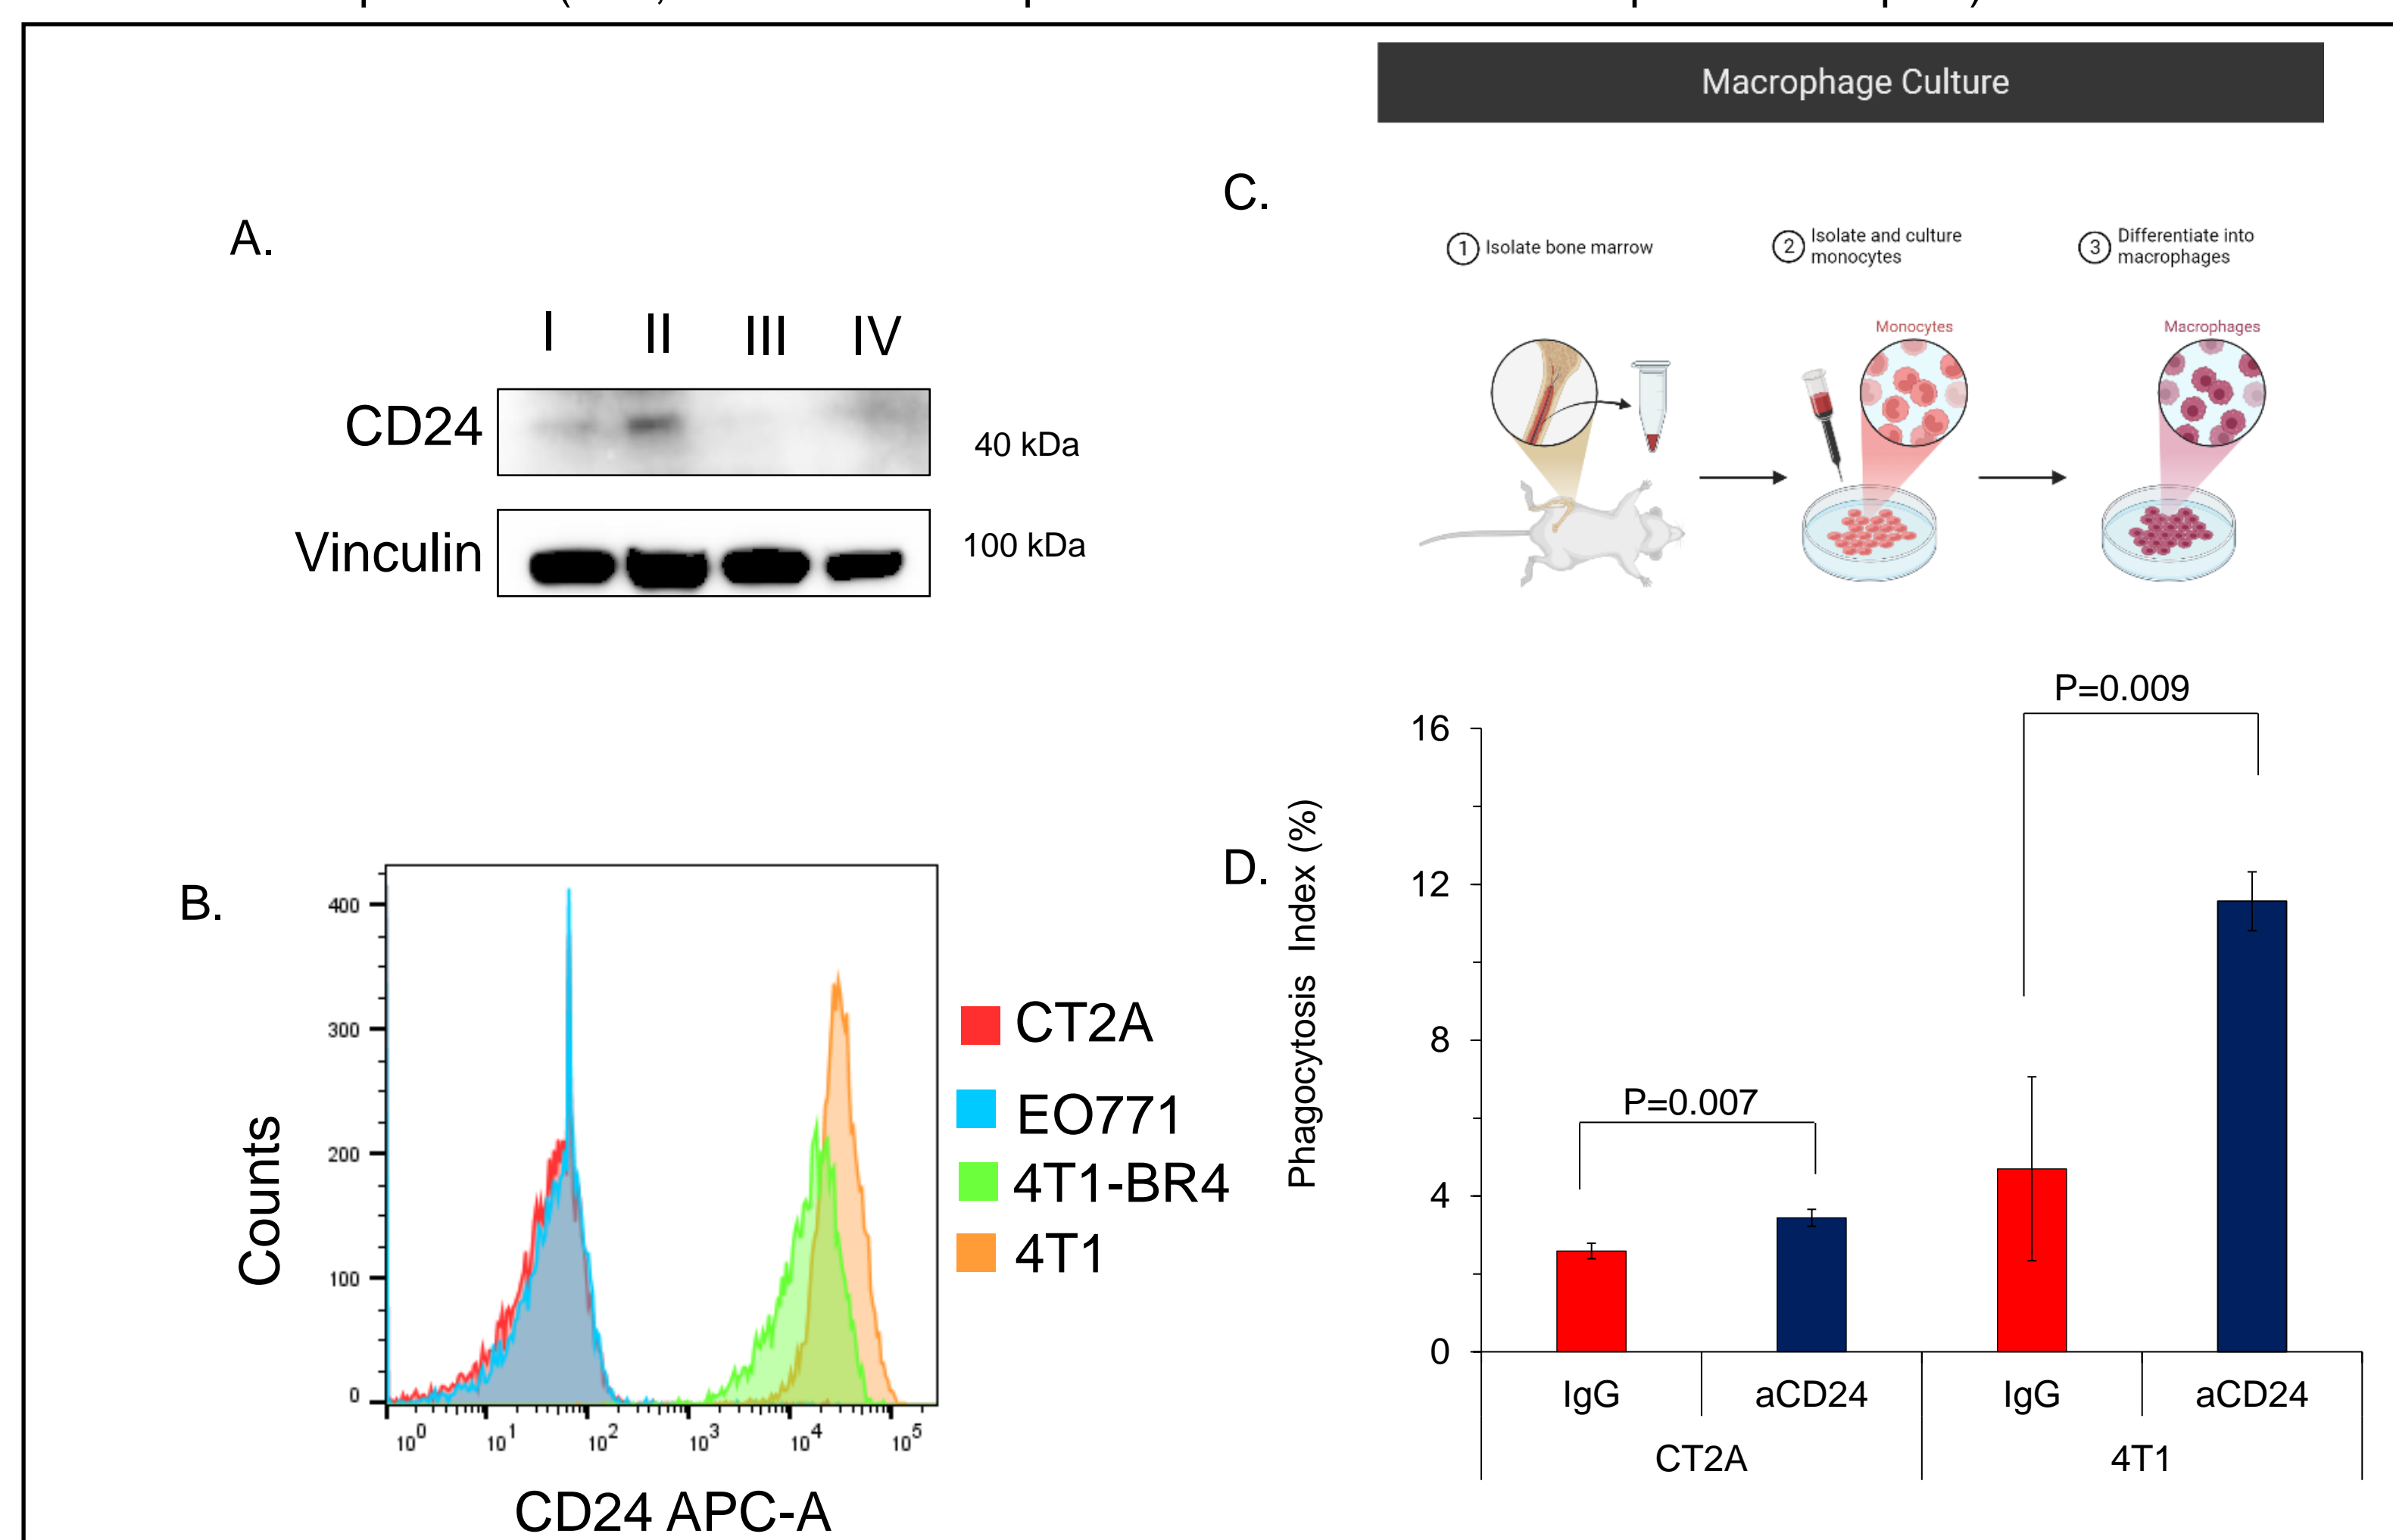 Macrophage Culture
A.
I II III IV
CD24
40 kDa
Vinculin
100 kDa
B.
400
300
200
100
0
Counts
10^0 10^1 10^2 10^3 10^4 10^5
CD24 APC-A
CT2A
EO771
4T1-BR4
4T1
C.
1 Isolate bone marrow
2 Isolate and culture
monocytes
3 Differentiate into
macrophages
Monocytes
Macrophages
D.
Phagocytosis Index (%)
16
12
8
4
0
P=0.007
P=0.009
IgG aCD24 IgG aCD24
CT2A 4T1